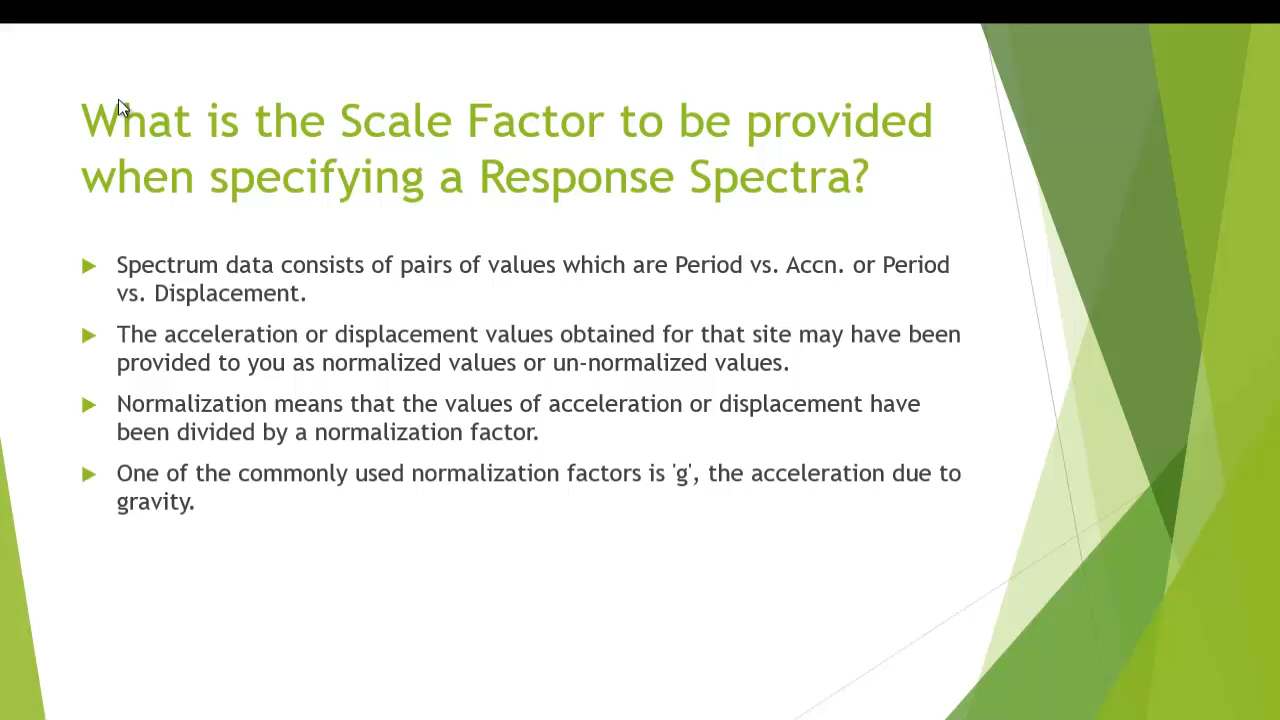 What is the Scale Factor to be provided
when specifying a Response Spectra?
Spectrum data consists of pairs of values which are Period vs. Accn. or Period
vs. Displacement.
The acceleration or displacement values obtained for that site may have been
provided to you as normalized values or un-normalized values.
Normalization means that the values of acceleration or displacement have
been divided by a normalization factor.
One of the commonly used normalization factors is 'g', the acceleration due to
gravity.